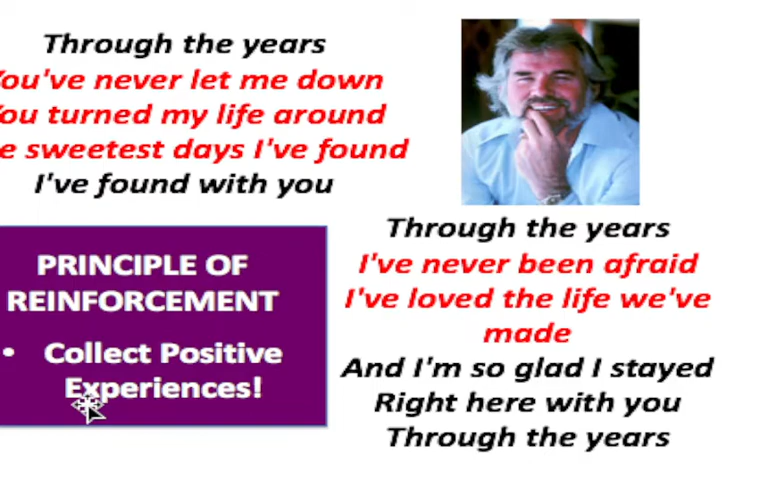 Through the years
You've never let me down
You turned my life around
sweetest days I've found
I've found with you
PRINCIPLE OF
REINFORCEMENT
• Collect Positive
Experiences!
Through the years
I've never been afraid
I've loved the life we've
made
And I'm so glad I stayed
Right here with you
Through the years